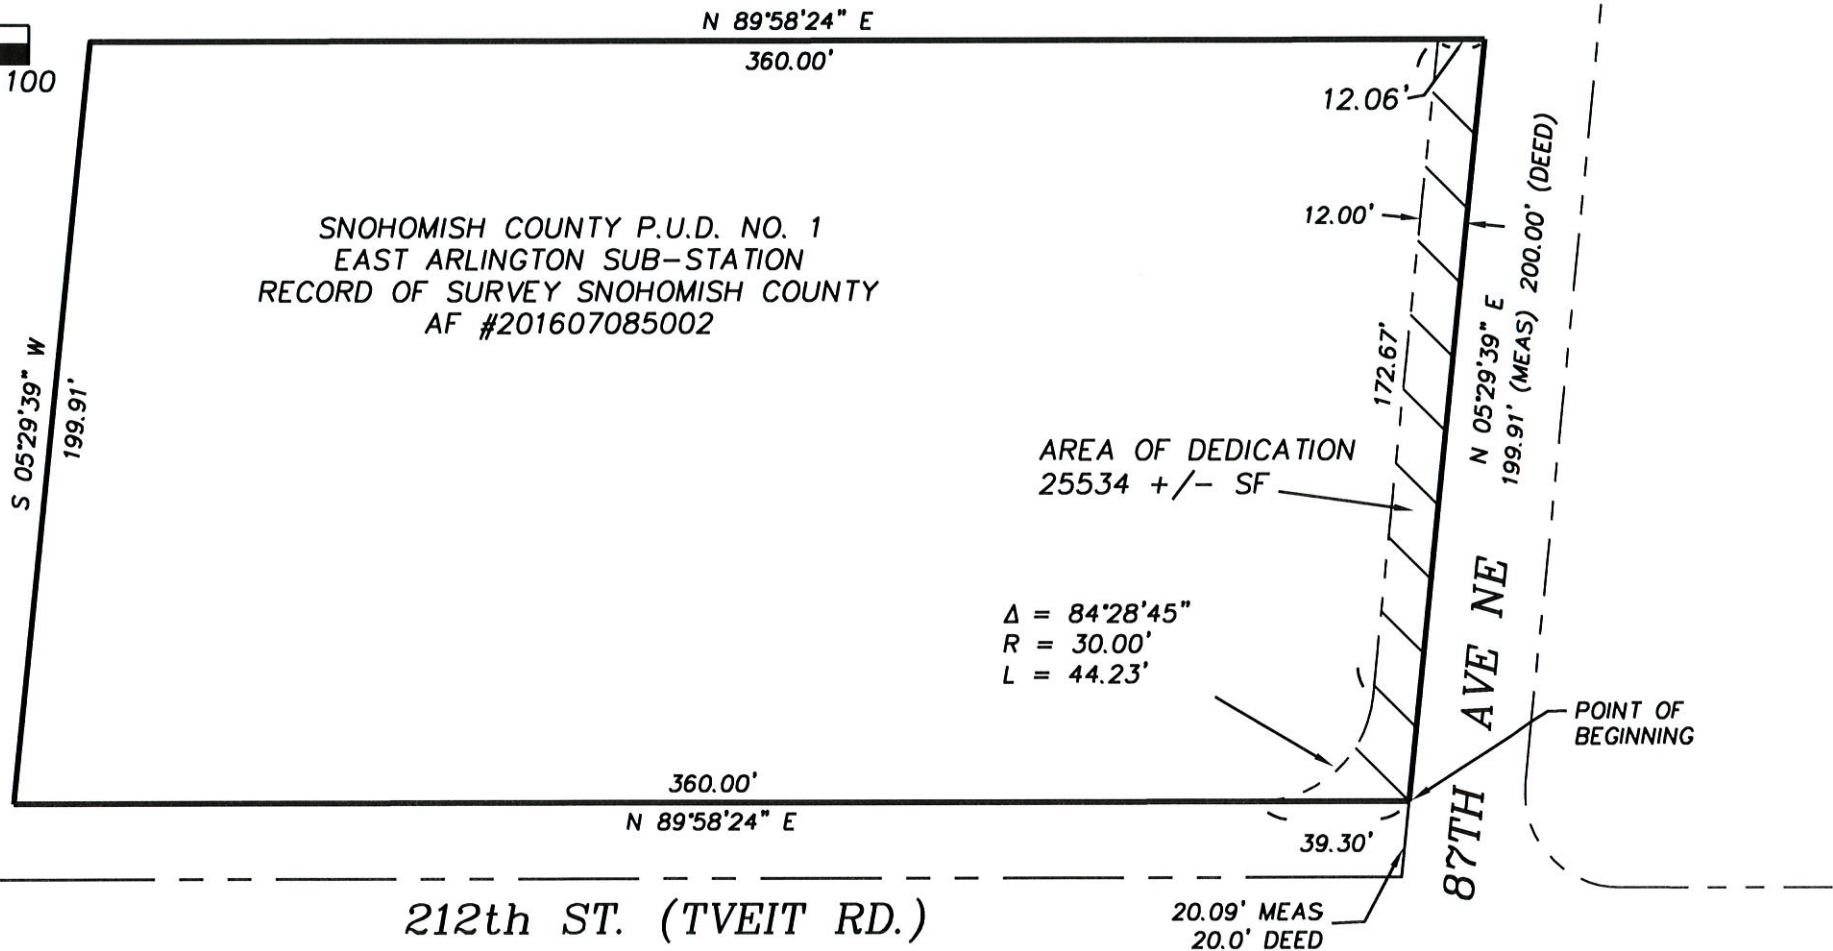 N 89°58'24" E
360.00'
100
12.06'
SNOHOMISH COUNTY P.U.D. NO. 1
EAST ARLINGTON SUB-STATION
RECORD OF SURVEY SNOHOMISH COUNTY
AF #201607085002
12.00'
N 05°29'39" E
199.91' (MEAS) 200.00' (DEED)
172.67'
S 05°29'39" W
199.91'
AREA OF DEDICATION
25534 +/- SF
Δ = 84°28'45"
R = 30.00'
L = 44.23'
87TH AVE NE
POINT OF
BEGINNING
360.00'
N 89°58'24" E
39.30'
212th ST. (TVEIT RD.)
20.09' MEAS
20.0' DEED